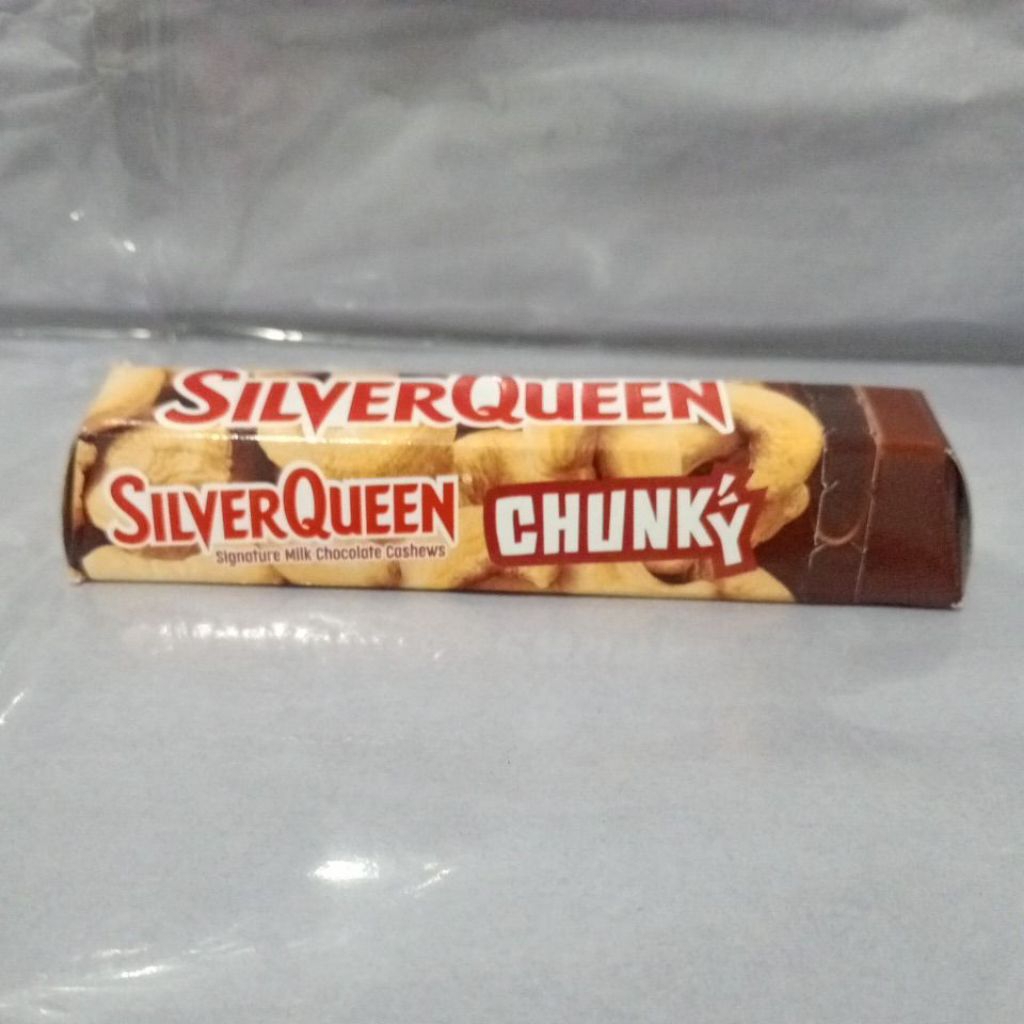 SILVERQUEEN
SILVERQUEEN
Signature Milk Chocolate Cashews
CHUNKY